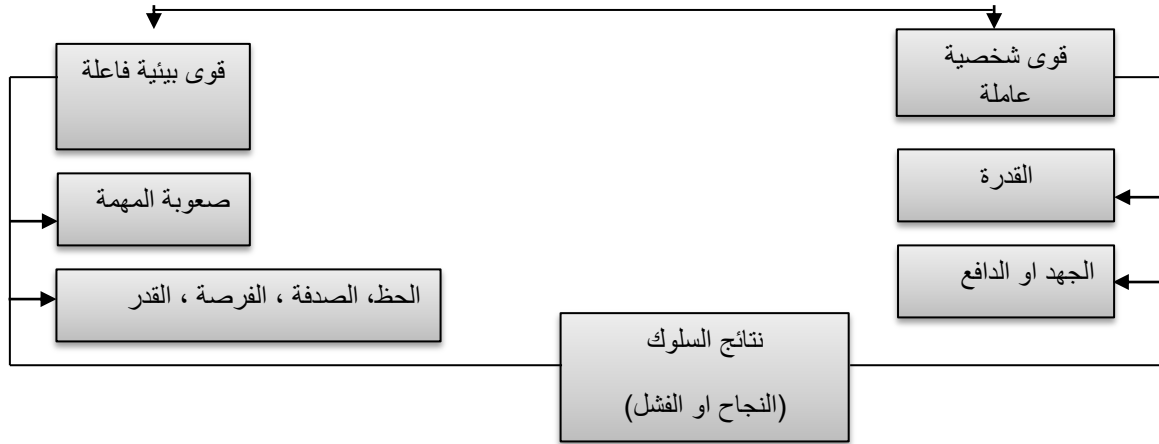 قوى شخصية
عاملة
قوى بيئية فاعلة
القدرة
صعوبة المهمة
الجهد او الدافع
الحظ، الصدفة ، الفرصة ، القدر
نتائج السلوك
(النجاح او الفشل)